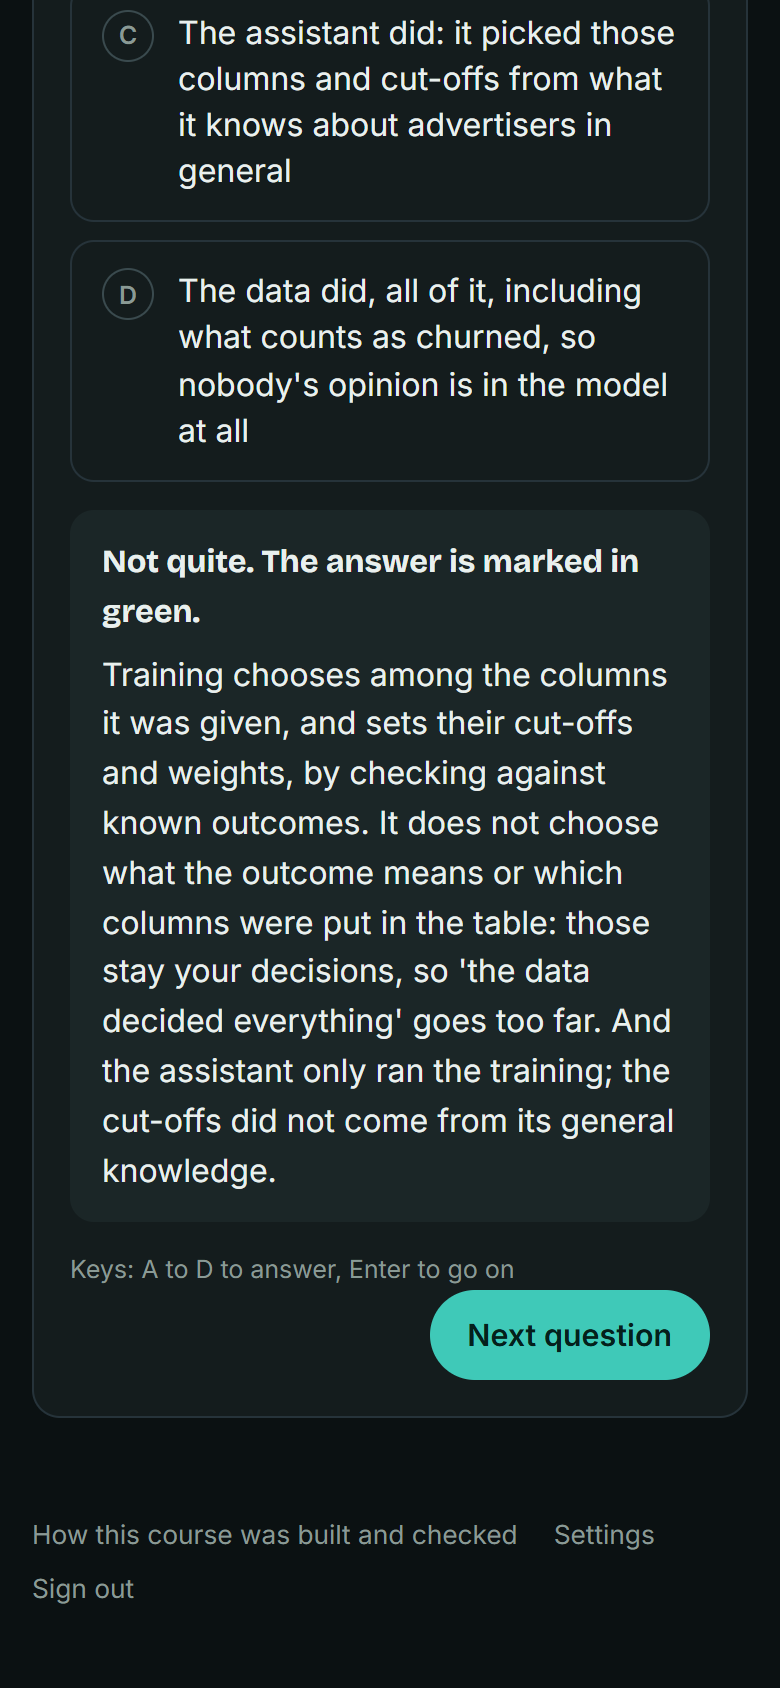 C
The assistant did: it picked those
columns and cut-offs from what
it knows about advertisers in
general
D
The data did, all of it, including
what counts as churned, so
nobody's opinion is in the model
at all
Not quite. The answer is marked in
green.
Training chooses among the columns
it was given, and sets their cut-offs
and weights, by checking against
known outcomes. It does not choose
what the outcome means or which
columns were put in the table: those
stay your decisions, so 'the data
decided everything' goes too far. And
the assistant only ran the training; the
cut-offs did not come from its general
knowledge.
Keys: A to D to answer, Enter to go on
Next question
How this course was built and checked Settings
Sign out